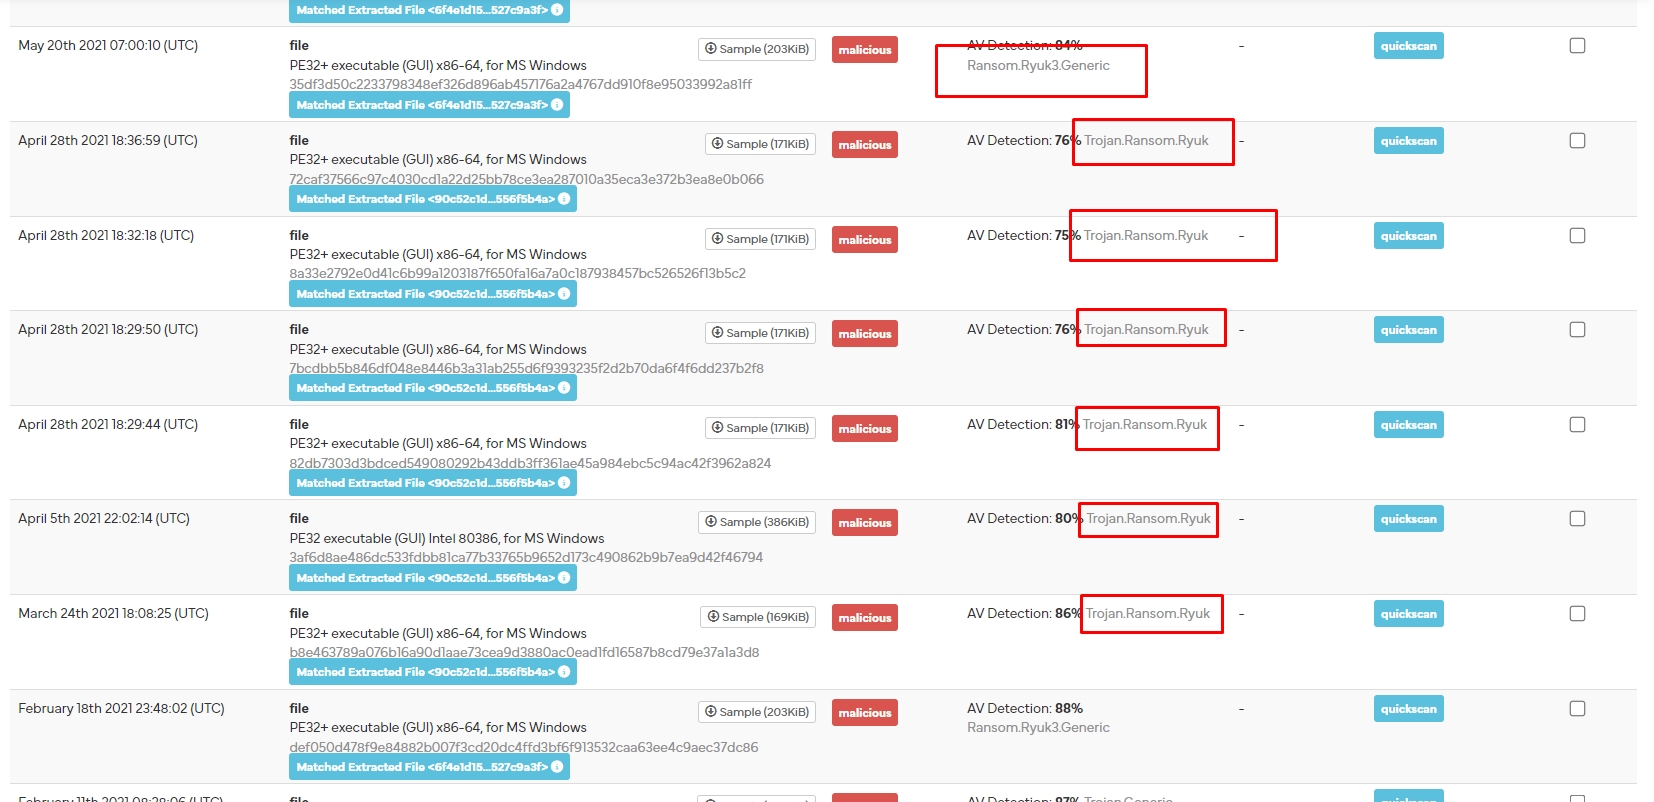 Matched Extracted File <6f4e1d15...527c9a3f>
May 20th 2021 07:00:10 (UTC)
file
Sample (203KiB)
malicious
AV Detection: 84%
-
quickscan
PE32+ executable (GUI) x86-64, for MS Windows
Ransom.Ryuk3.Generic
35df3d50c2233798348ef326d896ab457176a2a4767dd910f8e95033992a81ff
Matched Extracted File <6f4e1d15...527c9a3f>
April 28th 2021 18:36:59 (UTC)
file
Sample (171KiB)
malicious
AV Detection: 76% Trojan.Ransom.Ryuk
-
quickscan
PE32+ executable (GUI) x86-64, for MS Windows
72caf37566c97c4030cd1a22d25bb78ce3ea287010a35eca3e372b3ea8e0b066
Matched Extracted File <90c52c1d...556f5b4a>
April 28th 2021 18:32:18 (UTC)
file
Sample (171KiB)
malicious
AV Detection: 75% Trojan.Ransom.Ryuk
-
quickscan
PE32+ executable (GUI) x86-64, for MS Windows
8a33e2792e0d41c6b99a1203187f650fa16a7a0c187938457bc526526f13b5c2
Matched Extracted File <90c52c1d...556f5b4a>
April 28th 2021 18:29:50 (UTC)
file
Sample (171KiB)
malicious
AV Detection: 76% Trojan.Ransom.Ryuk
-
quickscan
PE32+ executable (GUI) x86-64, for MS Windows
7bcdbb5b846df048e8446b3a31ab255d6f9393235f2d2b70da6f4f6dd237b2f8
Matched Extracted File <90c52c1d...556f5b4a>
April 28th 2021 18:29:44 (UTC)
file
Sample (171KiB)
malicious
AV Detection: 81% Trojan.Ransom.Ryuk
-
quickscan
PE32+ executable (GUI) x86-64, for MS Windows
82db7303d3bdced549080292b43ddb3ff361ae45a984ebc5c94ac42f3962a824
Matched Extracted File <90c52c1d...556f5b4a>
April 5th 2021 22:02:14 (UTC)
file
Sample (386KiB)
malicious
AV Detection: 80% Trojan.Ransom.Ryuk
-
quickscan
PE32 executable (GUI) Intel 80386, for MS Windows
3af6d8ae486dc533fdbb81ca77b33765b9652d173c490862b9b7ea9d42f46794
Matched Extracted File <90c52c1d...556f5b4a>
March 24th 2021 18:08:25 (UTC)
file
Sample (169KiB)
malicious
AV Detection: 86% Trojan.Ransom.Ryuk
-
quickscan
PE32+ executable (GUI) x86-64, for MS Windows
b8e463789a076b16a90d1aae73cea9d3880ac0ead1fd16587b8cd79e37a1a3d8
Matched Extracted File <90c52c1d...556f5b4a>
February 18th 2021 23:48:02 (UTC)
file
Sample (203KiB)
malicious
AV Detection: 88%
-
quickscan
PE32+ executable (GUI) x86-64, for MS Windows
Ransom.Ryuk3.Generic
def050d478f9e84882b007f3cd20dc4ffd3bf6f913532caa63ee4c9aec37dc86
Matched Extracted File <6f4e1d15...527c9a3f>
February 11th 2021 08:28:06 (UTC)
file
malicious
AV Detection: 87% Trojan.Generic
quickscan